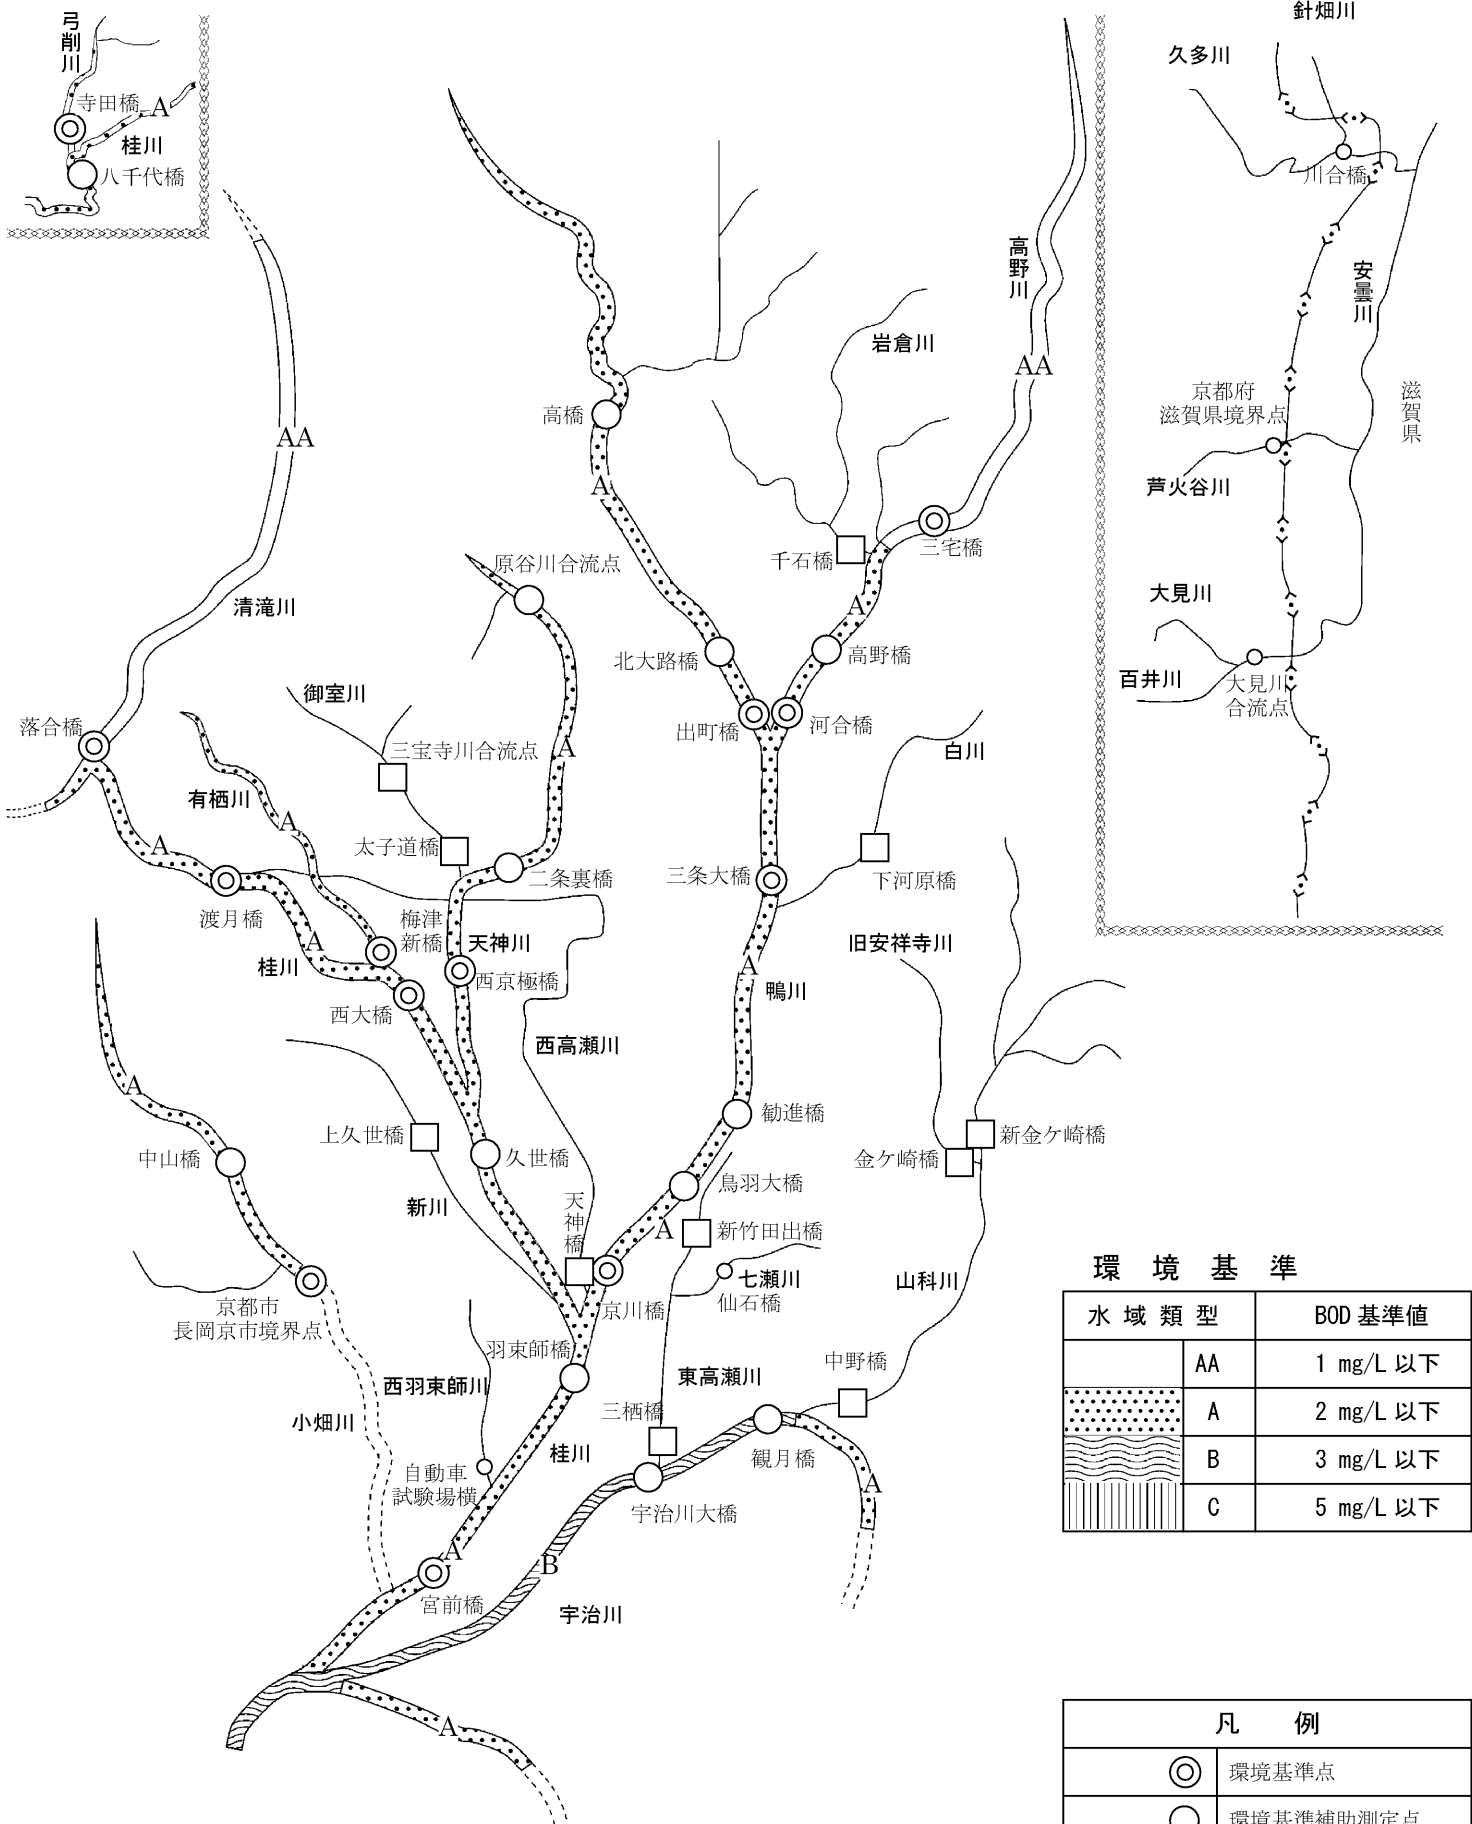 弓削川
寺田橋
A
桂川
八千代橋
針畑川
久多川
川合橋
安曇川
京都府
滋賀県境界点
滋賀県
芦火谷川
大見川
百井川
大見川
合流点
高野川
岩倉川
AA
高橋
AA
A
三宅橋
千石橋
原谷川合流点
清滝川
A
北大路橋
高野橋
御室川
落合橋
出町橋
河合橋
三宝寺川合流点
A
白川
有栖川
A
A
太子道橋
二条裏橋
三条大橋
下河原橋
渡月橋
梅津
新橋
天神川
A
桂川
旧安祥寺川
A
西京極橋
鴨川
西大橋
西高瀬川
A
上久世橋
久世橋
勧進橋
新金ケ崎橋
中山橋
金ケ崎橋
鳥羽大橋
新川
天神橋
A
新竹田出橋
七瀬川
仙石橋
山科川
京都市
長岡京市境界点
京川橋
羽束師橋
西羽束師川
東高瀬川
中野橋
小畑川
三栖橋
桂川
観月橋
自動車
試験場横
A
宇治川大橋
A
B
宮前橋
宇治川
A
環境基準
水域類型 BOD基準値
AA 1 mg/L 以下
A 2 mg/L 以下
B 3 mg/L 以下
C 5 mg/L 以下
凡例
環境基準点
環境基準補助測定点